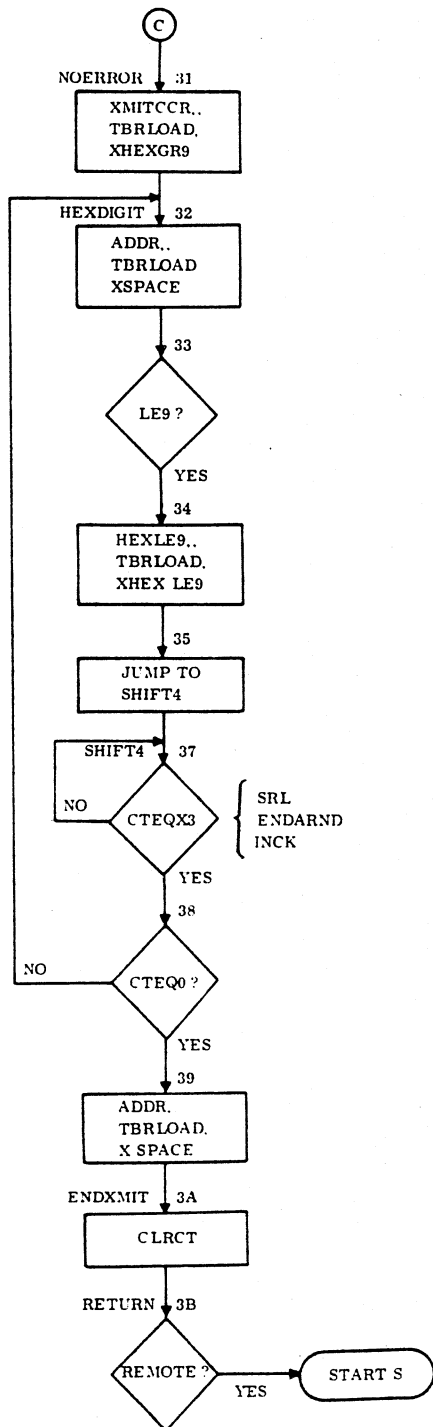 C
NOERROR 31
XMITCCR,,
TBRLOAD,
XHEXGR9
HEXDIGIT 32
ADDR,,
TBRLOAD
XSPACE
33
LE9 ?
YES
34
HEXLE9,,
TBRLOAD,
XHEX LE9
35
JUMP TO
SHIFT4
SHIFT4 37
NO
CTEQX3
SRL
ENDARND
INCK
YES
38
NO
CTEQ0 ?
YES
39
ADDR,
TBRLOAD,
X SPACE
ENDXMIT 3A
CLRCT
RETURN 3B
REMOTE ?
YES
START S